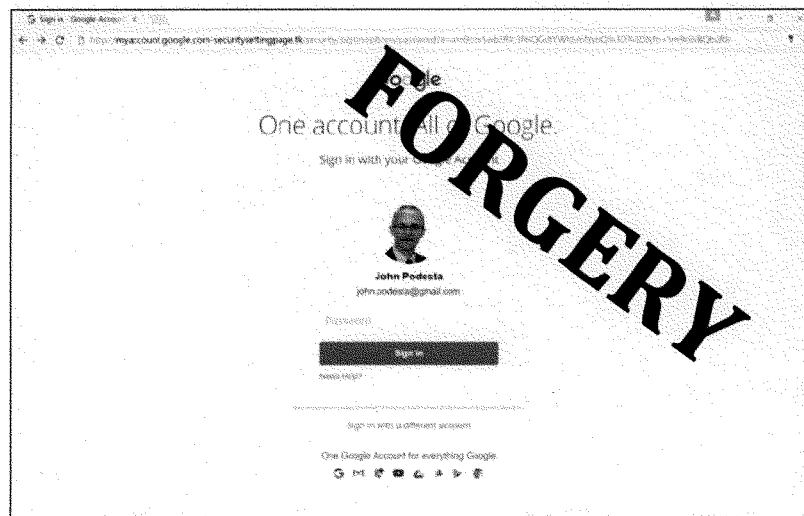 Sign in - Google Accou
myaccount.google.com-securitysettingpage.tk
Google
One account. All of Google.
Sign in with your Google Account
FORGERY
John Podesta
john.podesta@gmail.com
Password
Sign in
Need help?
Sign in with a different account
One Google Account for everything Google